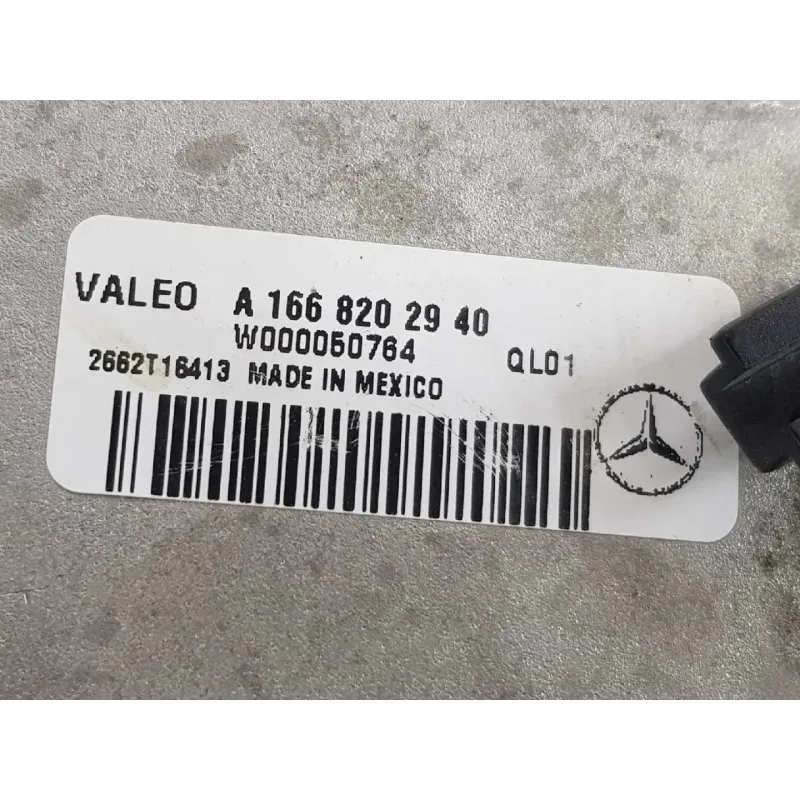 VALEO A 166 820 29 40
W000050764 QL01
2662T16413 MADE IN MEXICO